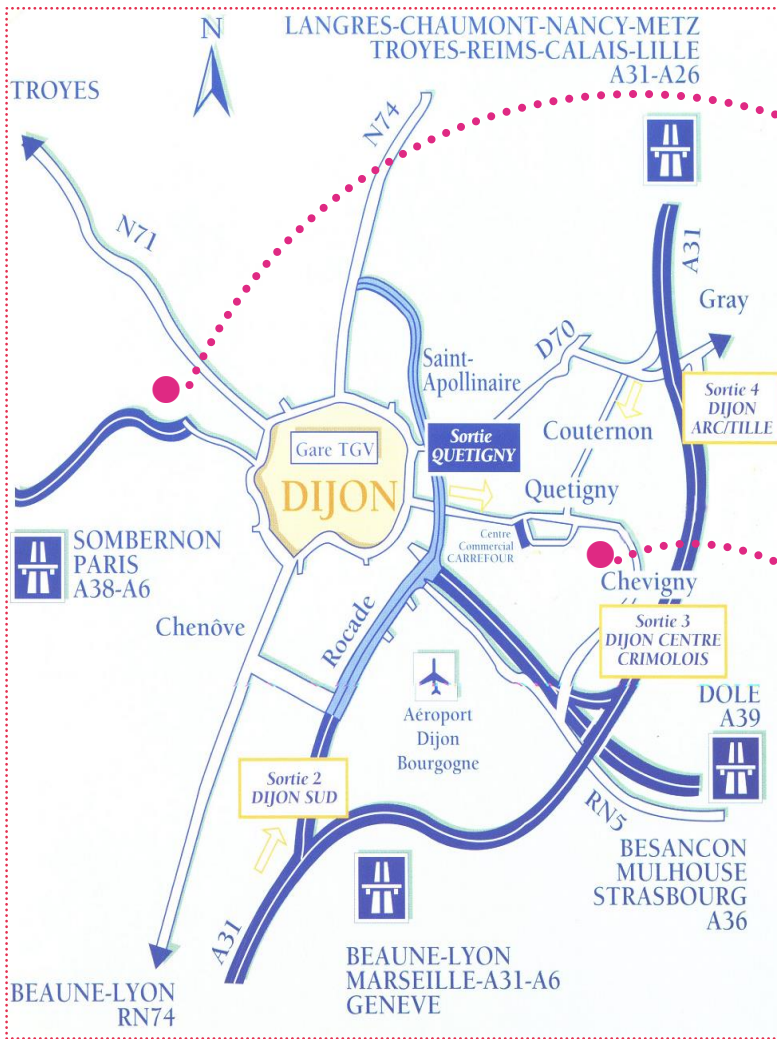 N
LANGRES-CHAUMONT-NANCY-METZ
TROYES-REIMS-CALAIS-LILLE
A31-A26
TROYES
N74
N71
A31
Gray
D70
Saint-
Apollinaire
Sortie 4
DIJON
ARC/TILLE
Gare TGV
Sortie
QUETIGNY
Couternon
DIJON
Quetigny
Centre
Commercial
CARREFOUR
SOMBERNON
PARIS
A38-A6
Chevigny
Chenôve
Rocade
Sortie 3
DIJON CENTRE
CRIMOLOIS
Aéroport
Dijon
Bourgogne
DOLE
A39
Sortie 2
DIJON SUD
RN5
BESANCON
MULHOUSE
STRASBOURG
A36
A31
BEAUNE-LYON
MARSEILLE-A31-A6
GENEVE
BEAUNE-LYON
RN74